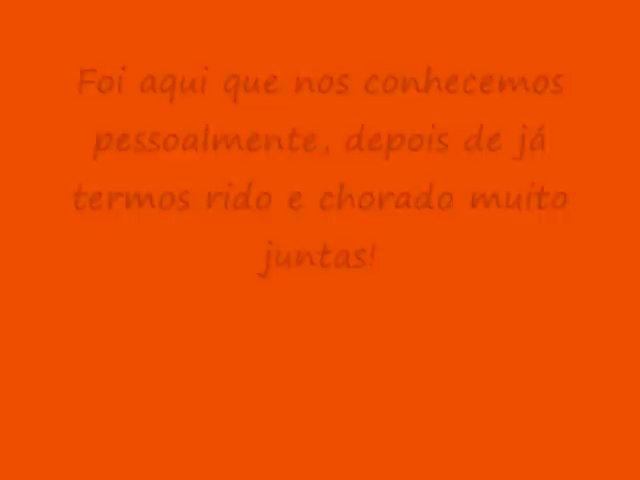 Foi aqui que nos conhecemos
pessoalmente, depois de já
termos rido e chorado muito
juntas!